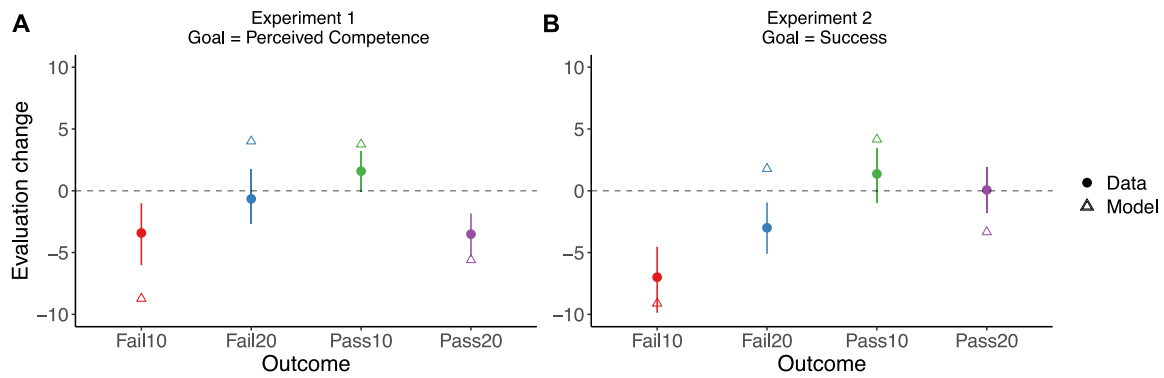 A
Experiment 1
Goal = Perceived Competence
Evaluation change
10
5
0
−5
−10
Fail10 Fail20 Pass10 Pass20
Outcome
B
Experiment 2
Goal = Success
10
5
0
−5
−10
Fail10 Fail20 Pass10 Pass20
Outcome
Data
Model